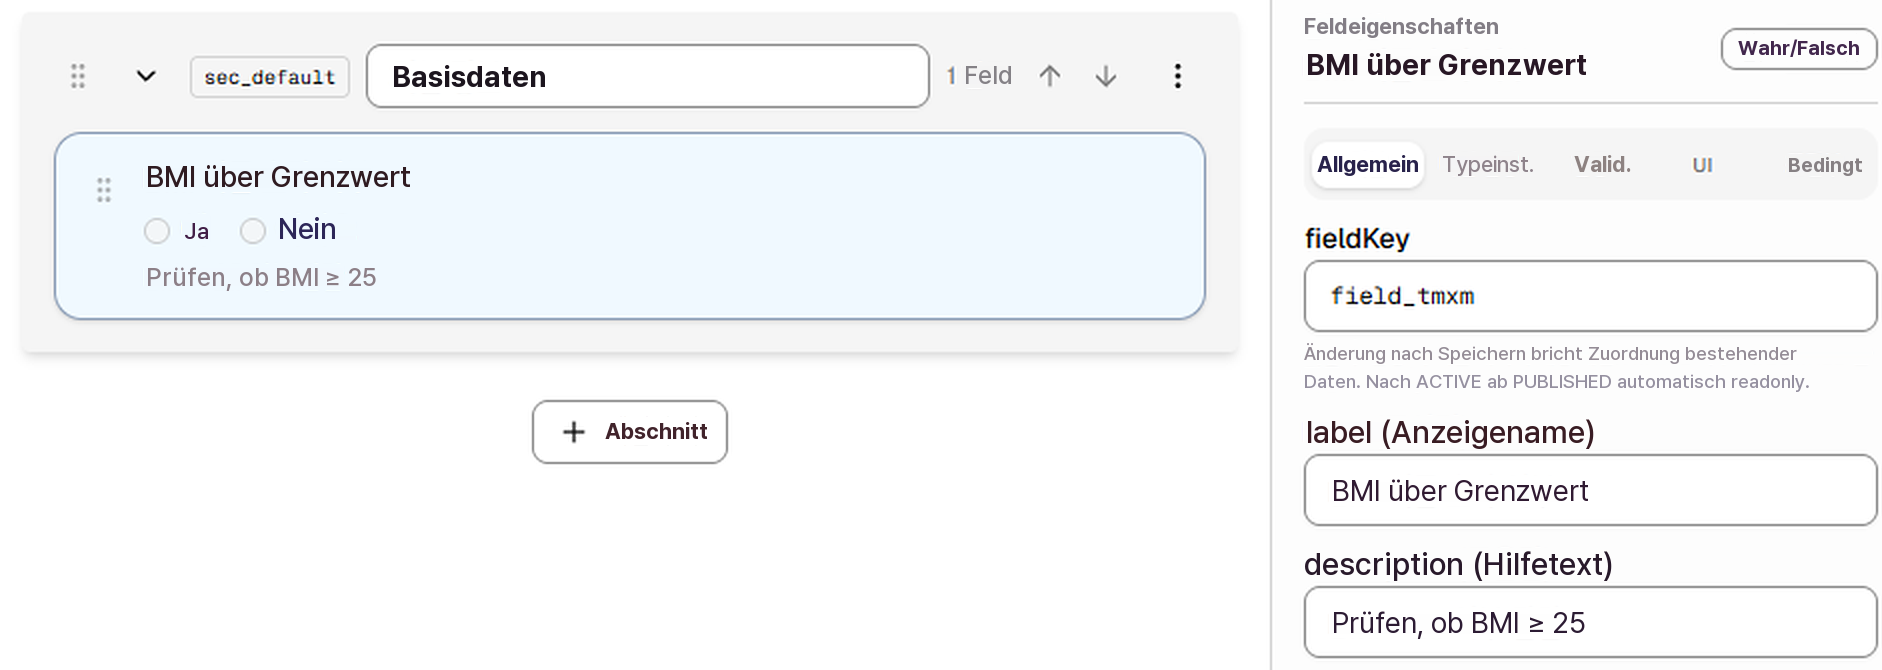 sec_default
Basisdaten
1 Feld
BMI über Grenzwert
Ja
Nein
Prüfen, ob BMI ≥ 25
Abschnitt
Feldeigenschaften
BMI über Grenzwert
Wahr/Falsch
Allgemein
Typeinst.
Valid.
UI
Bedingt
fieldKey
field_tmxm
Änderung nach Speichern bricht Zuordnung bestehender
Daten. Nach ACTIVE ab PUBLISHED automatisch readonly.
label (Anzeigename)
BMI über Grenzwert
description (Hilfetext)
Prüfen, ob BMI ≥ 25